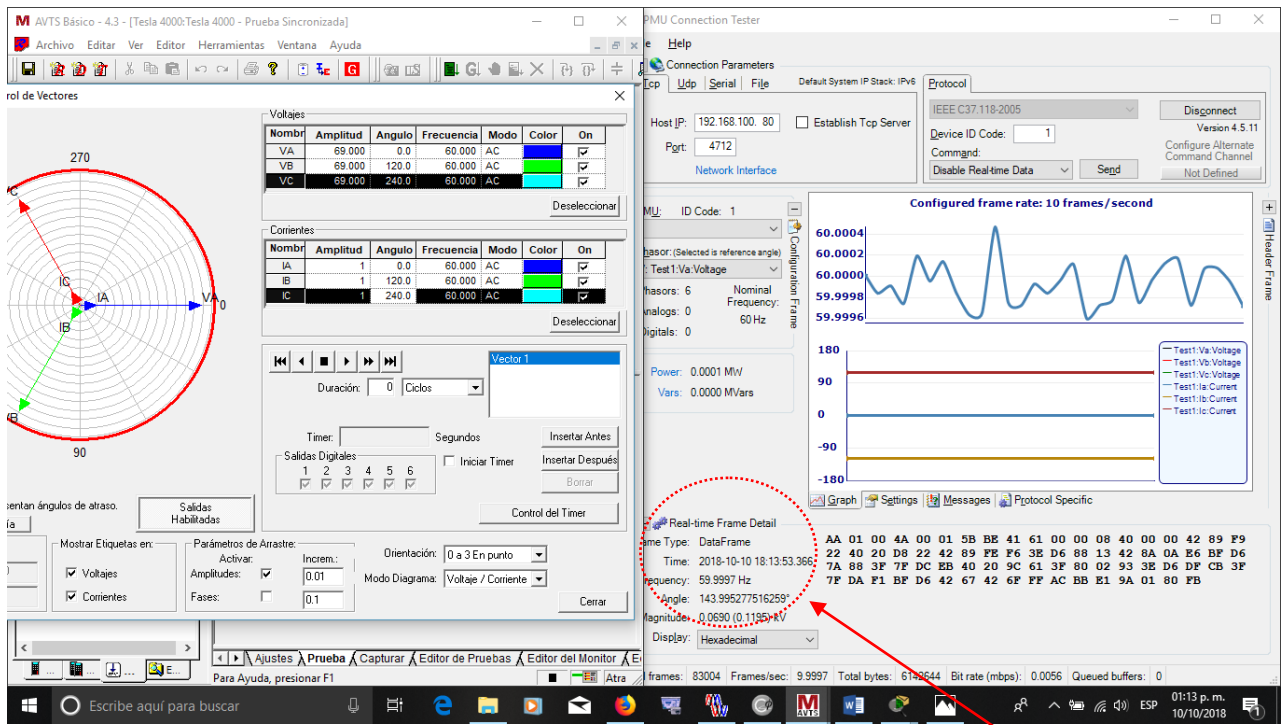 AVTS Básico - 4.3 - [Tesla 4000:Tesla 4000 - Prueba Sincronizada]
Archivo Editar Ver Editor Herramientas Ventana Ayuda
rol de Vectores
270
VC
IC
IA
VA
0
IB
VB
90
sentan ángulos de atraso.
Salidas
Habilitadas
Mostrar Etiquetas en:
Voltajes
Corrientes
Parámetros de Arrastre:
Activar:
Increm.:
Amplitudes:
0.01
Fases:
0.1
Voltajes
Nombr Amplitud Angulo Frecuencia Modo Color On
VA 69.000 0.0 60.000 AC
VB 69.000 120.0 60.000 AC
VC 69.000 240.0 60.000 AC
Deseleccionar
Corrientes
Nombr Amplitud Angulo Frecuencia Modo Color On
IA 1 0.0 60.000 AC
IB 1 120.0 60.000 AC
IC 1 240.0 60.000 AC
Deseleccionar
Vector 1
Duración: 0 Ciclos
Timer:
Segundos
Insertar Antes
Salidas Digitales
1 2 3 4 5 6
Iniciar Timer
Insertar Después
Borrar
Control del Timer
Orientación: 0 a 3 En punto
Modo Diagrama: Voltaje / Corriente
Cerrar
Ajustes Prueba Capturar Editor de Pruebas Editor del Monitor
Para Ayuda, presione F1
Atra
PMU Connection Tester
Help
Connection Parameters
Tcp Udp Serial File
Default System IP Stack: IPv6
Host IP: 192.168.100. 80
Establish Tcp Server
Port: 4712
Network Interface
Protocol
IEEE C37.118-2005
Disconnect
Version 4.5.11
Device ID Code: 1
Configure Alternate
Command Channel
Command:
Disable Real-time Data
Send
Not Defined
PMU: ID Code: 1
Phasor: (Selected is reference angle)
Test1:Va:Voltage
Phasors: 6
Nominal
Frequency:
60 Hz
Analogs: 0
Digitals: 0
Power: 0.0001 MW
Vars: 0.0000 MVars
Configuration Frame
Header Frame
Configured frame rate: 10 frames/second
60.0004
60.0002
60.0000
59.9998
59.9996
180
90
0
-90
-180
Test1:Va:Voltage
Test1:Vb:Voltage
Test1:Vc:Voltage
Test1:Ia:Current
Test1:Ib:Current
Test1:Ic:Current
Graph Settings Messages Protocol Specific
Real-time Frame Detail
ame Type: DataFrame
Time: 2018-10-10 18:13:53.366
requency: 59.9997 Hz
Angle: 143.995277516259°
Magnitude: 0.0690 (0.1195) kV
Display: Hexadecimal
AA 01 00 4A 00 01 5B BE 41 61 00 00 08 40 00 00 42 89 F9
22 40 20 D8 22 42 89 FE F6 3E D6 88 13 42 8A 0A E6 BF D6
7A 88 3F 7F DC EB 40 20 9C 61 3F 80 02 93 3E D6 DF CB 3F
7F DA F1 BF D6 42 67 42 6F FF AC BB E1 9A 01 80 FB
frames: 83004 Frames/sec: 9.9997 Total bytes: 6142644 Bit rate (mbps): 0.0056 Queued buffers: 0
Escribe aquí para buscar
ESP
01:13 p. m.
10/10/2018